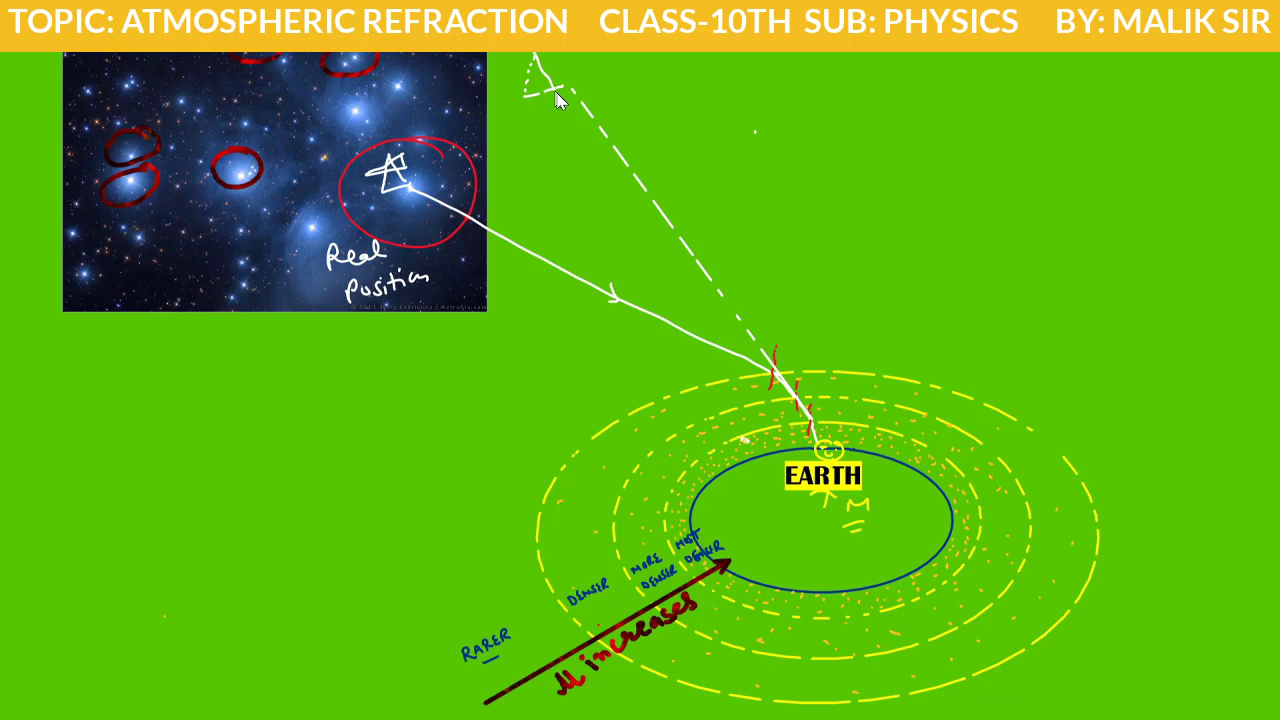 TOPIC: ATMOSPHERIC REFRACTION CLASS-10TH SUB: PHYSICS BY: MALIK SIR
Real
Position
EARTH
M
MOST
DENSER
MORE
DENSER
DENSER
RARER
μ increases